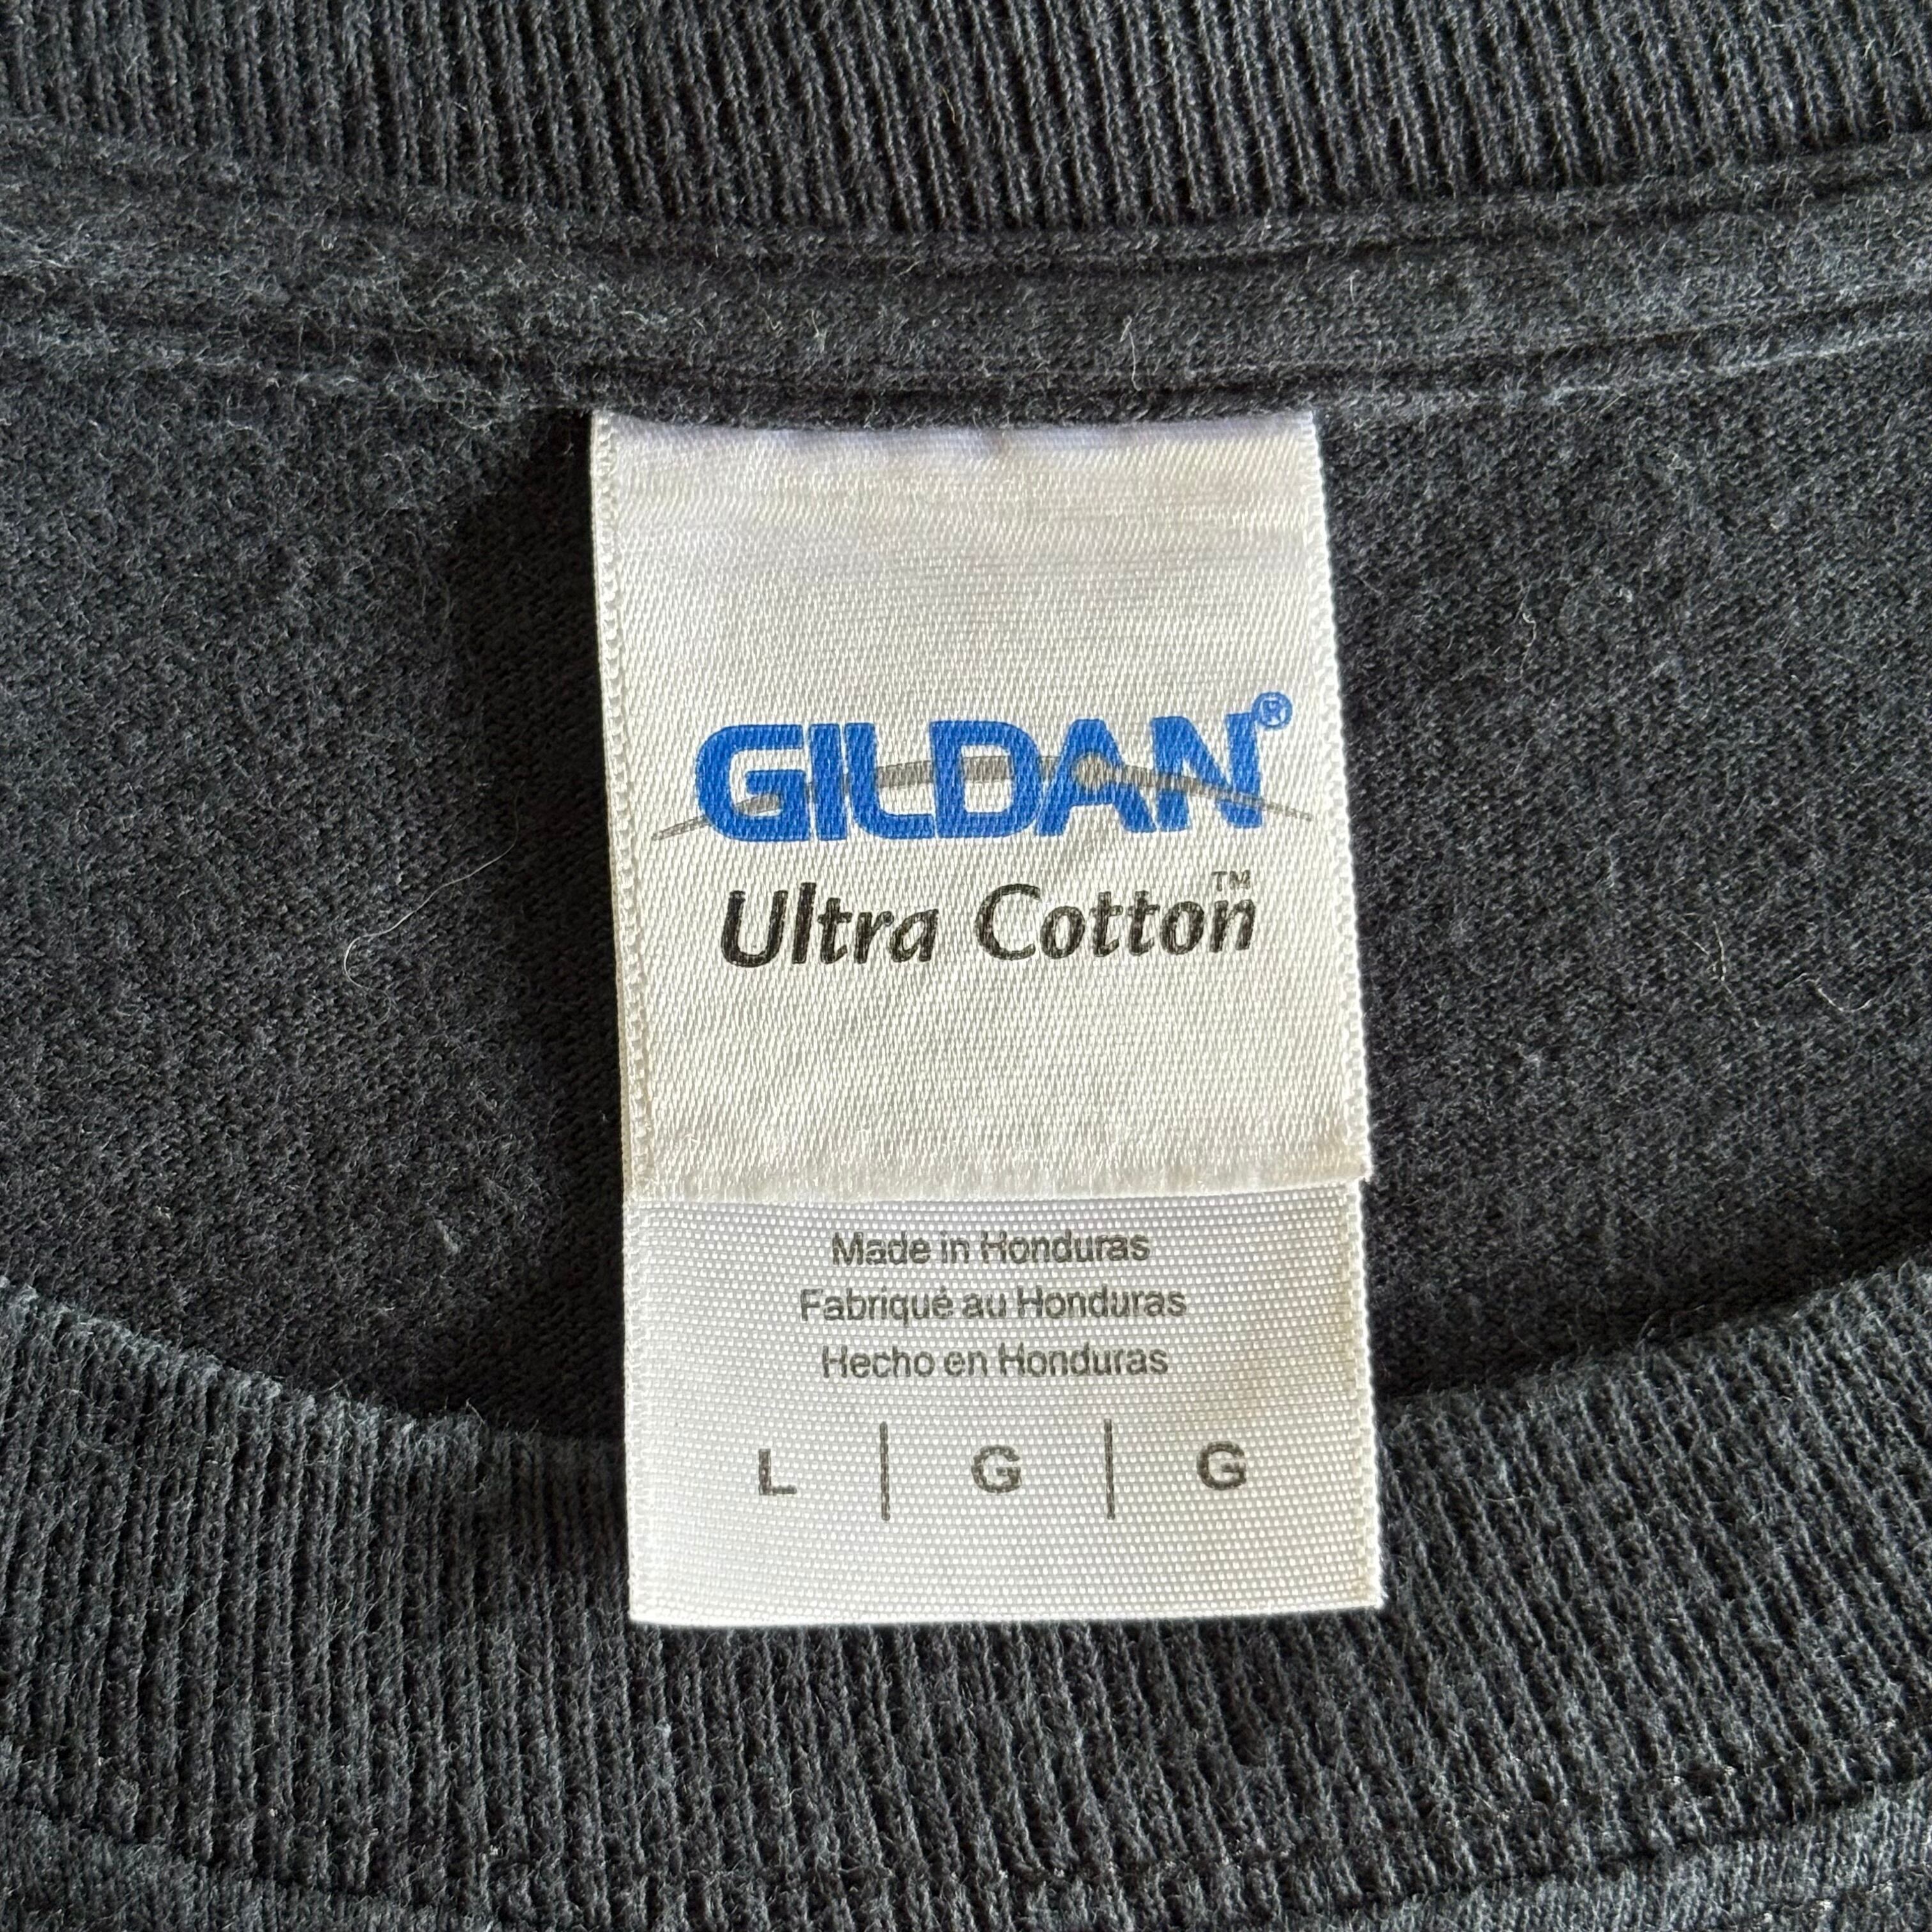 GILDAN®
Ultra Cotton™
Made in Honduras
Fabriqué au Honduras
Hecho en Honduras
L | G | G